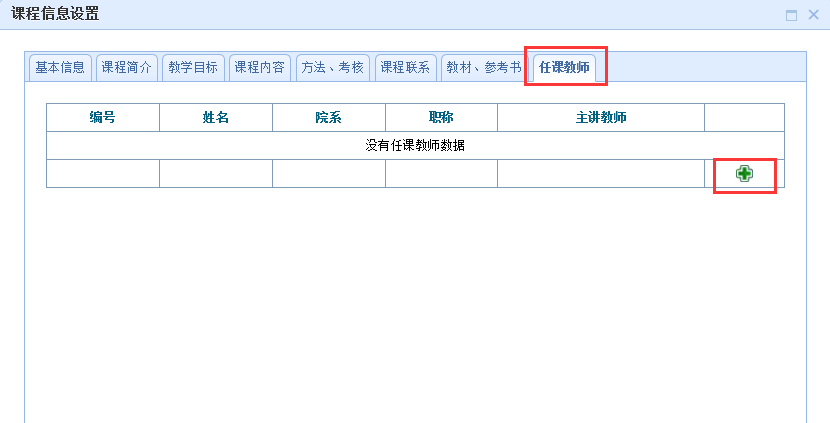 课程信息设置
基本信息 课程简介 教学目标 课程内容 方法、考核 课程联系 教材、参考书 任课教师
编号 姓名 院系 职称 主讲教师
没有任课教师数据